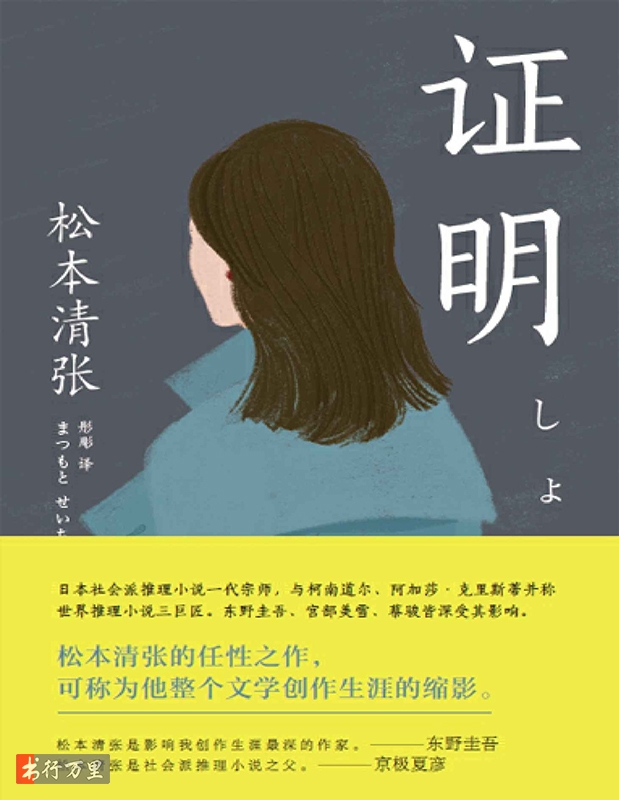 证明
しよ
松本清张
彤彫 译
まつもと せいち
日本社会派推理小说一代宗师，与柯南道尔、阿加莎·克里斯蒂并称
世界推理小说三巨匠。东野圭吾、宫部美雪、蔡骏皆深受其影响。
松本清张的任性之作，
可称为他整个文学创作生涯的缩影。
松本清张是影响我创作生涯最深的作家。———东野圭吾
张是社会派推理小说之父。———京极夏彦
书行万里